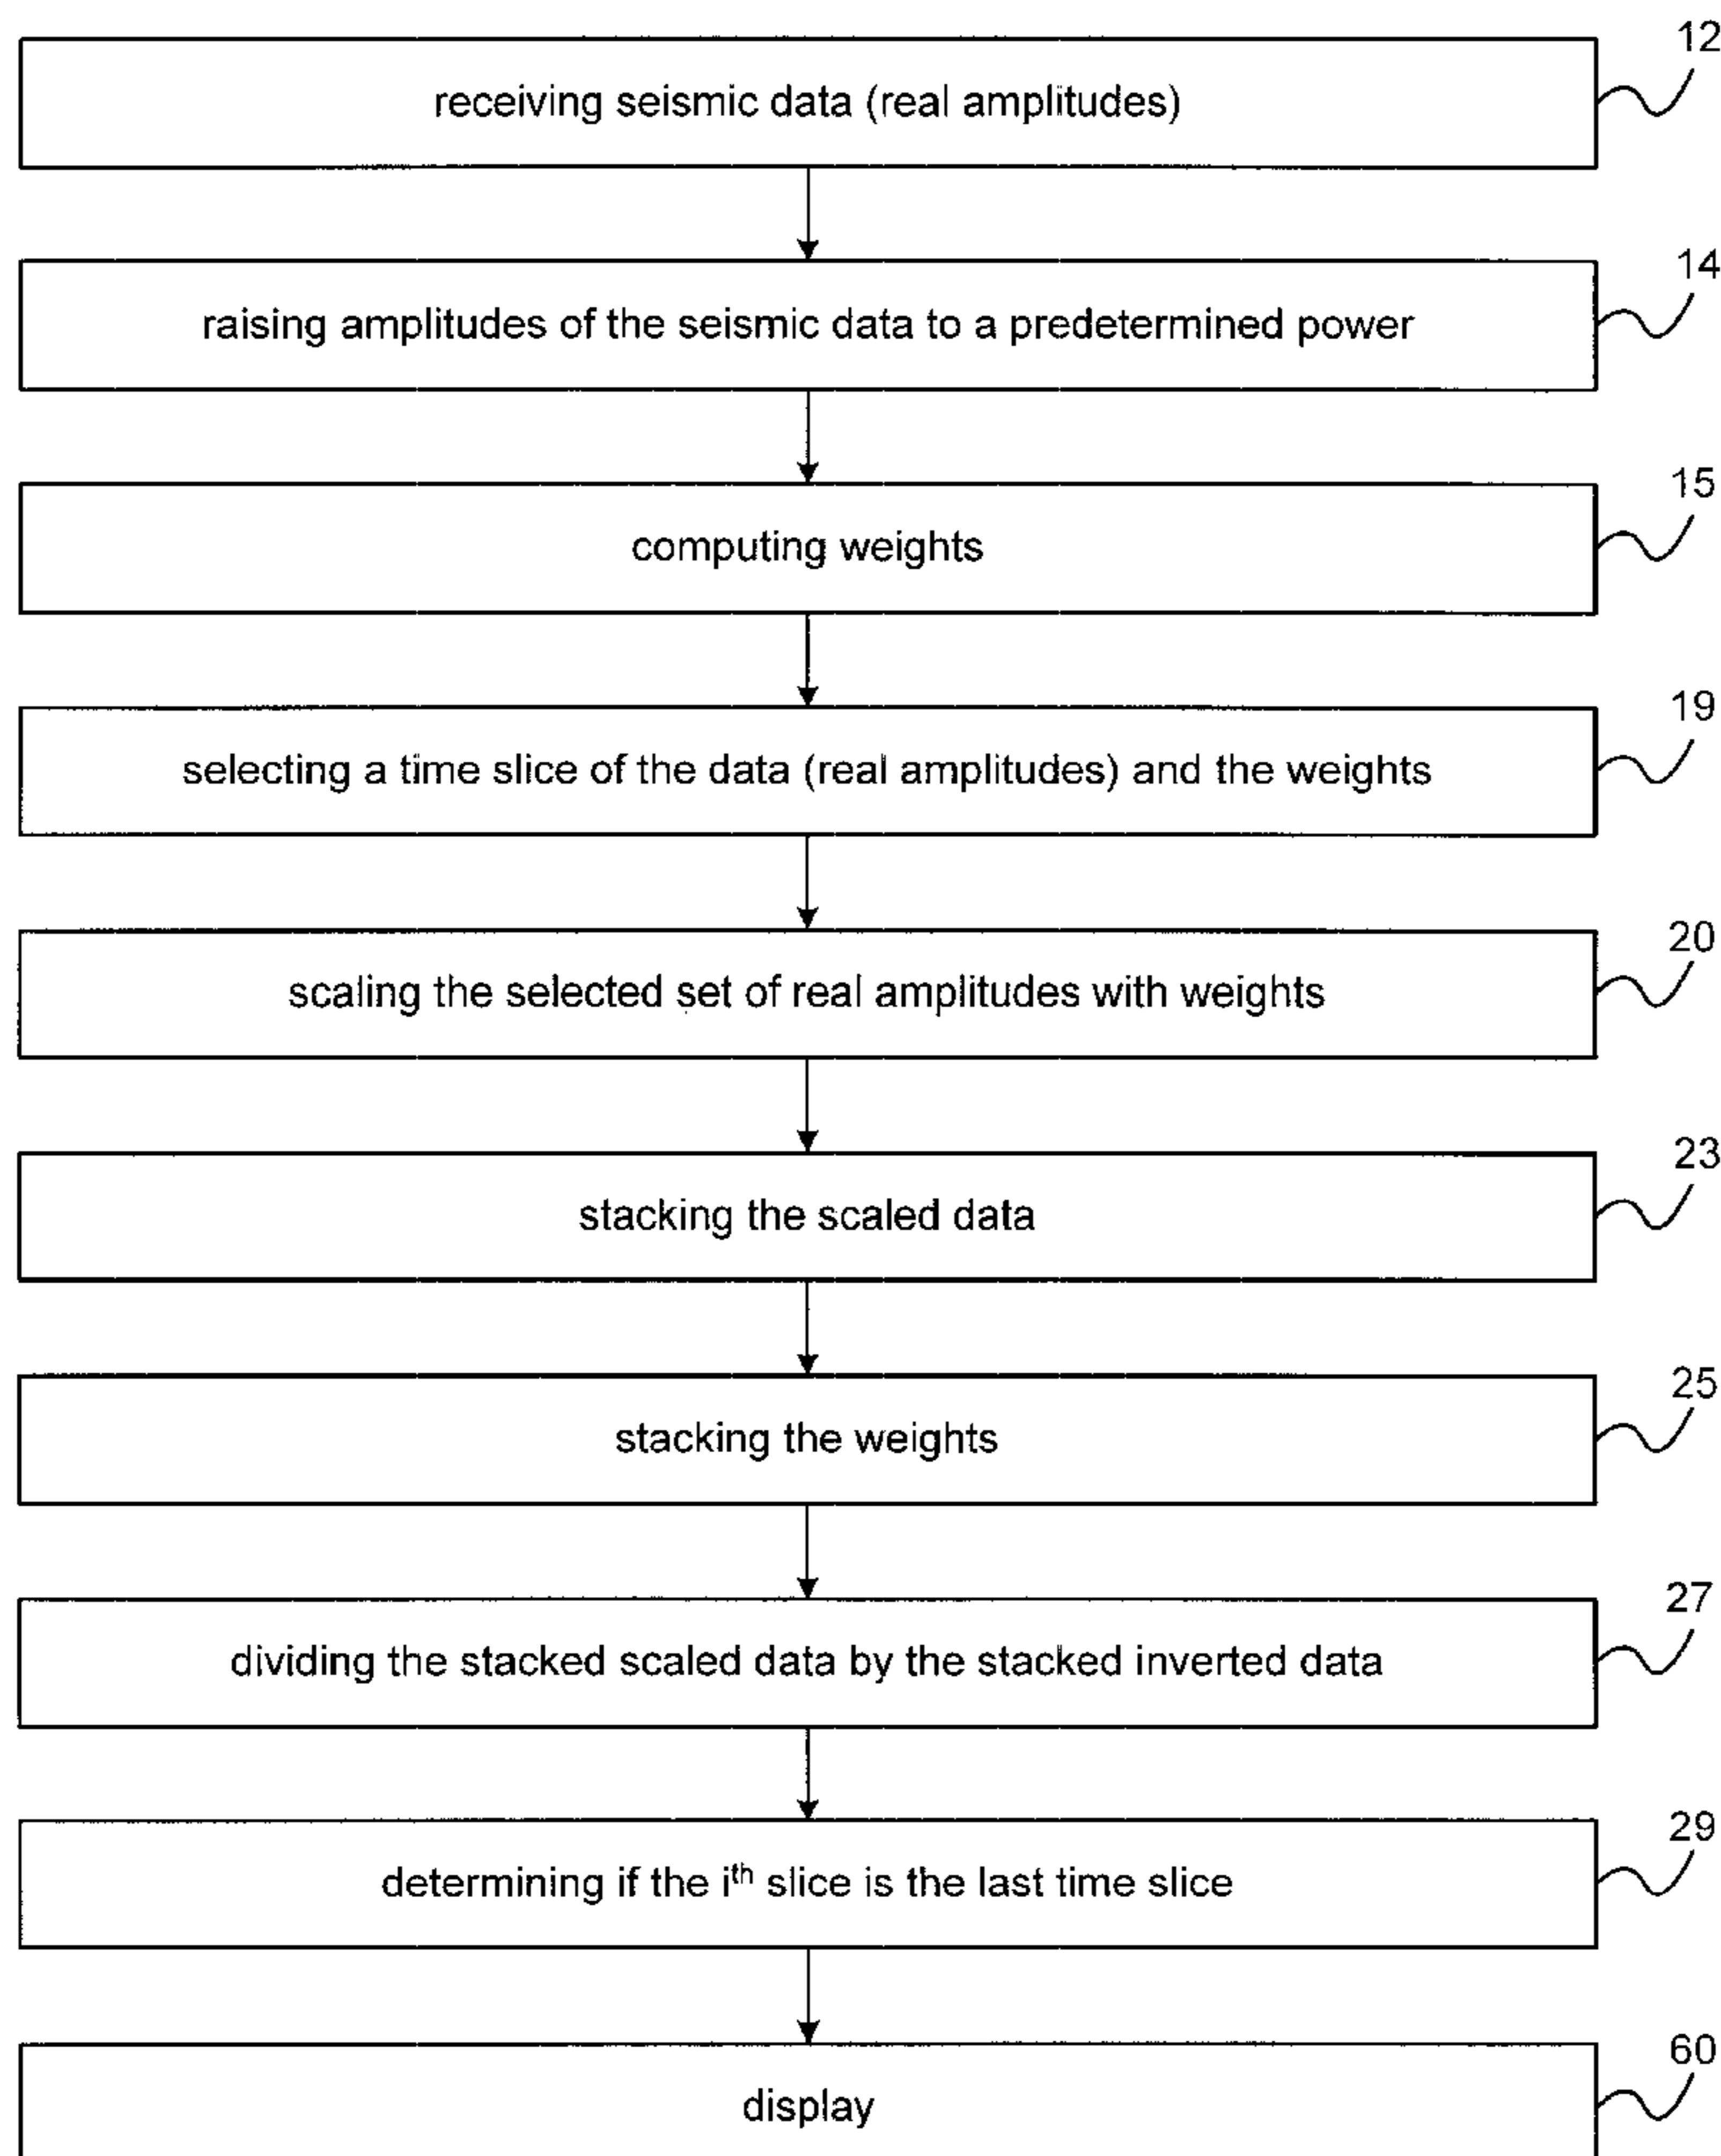 12
receiving seismic data (real amplitudes)
14
raising amplitudes of the seismic data to a predetermined power
15
computing weights
19
selecting a time slice of the data (real amplitudes) and the weights
20
scaling the selected set of real amplitudes with weights
23
stacking the scaled data
25
stacking the weights
27
dividing the stacked scaled data by the stacked inverted data
29
determining if the iᵗʰ slice is the last time slice
60
display